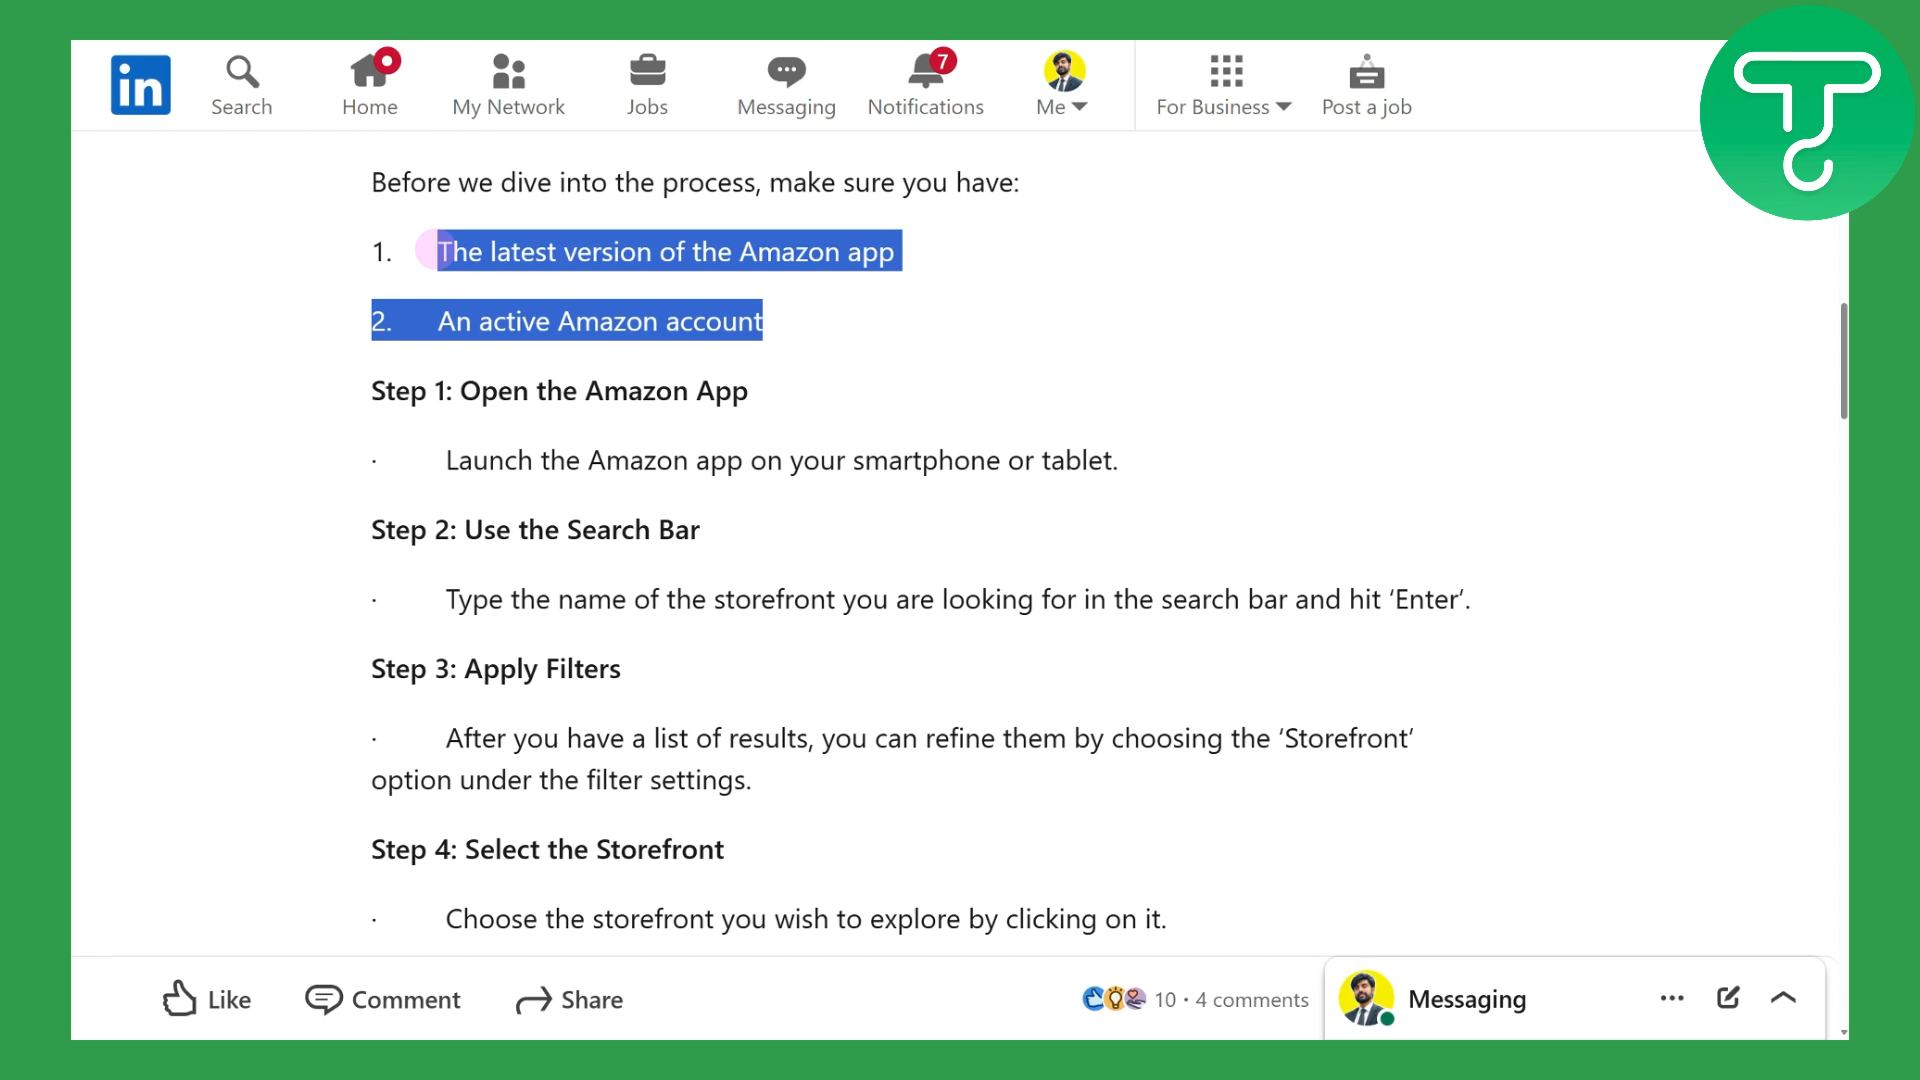 in
Search
Home
My Network
Jobs
Messaging
7
Notifications
Me
For Business
Post a job
Before we dive into the process, make sure you have:
1. The latest version of the Amazon app
2. An active Amazon account
Step 1: Open the Amazon App
· Launch the Amazon app on your smartphone or tablet.
Step 2: Use the Search Bar
· Type the name of the storefront you are looking for in the search bar and hit ‘Enter’.
Step 3: Apply Filters
· After you have a list of results, you can refine them by choosing the ‘Storefront’
option under the filter settings.
Step 4: Select the Storefront
· Choose the storefront you wish to explore by clicking on it.
Like
Comment
Share
10 · 4 comments
Messaging